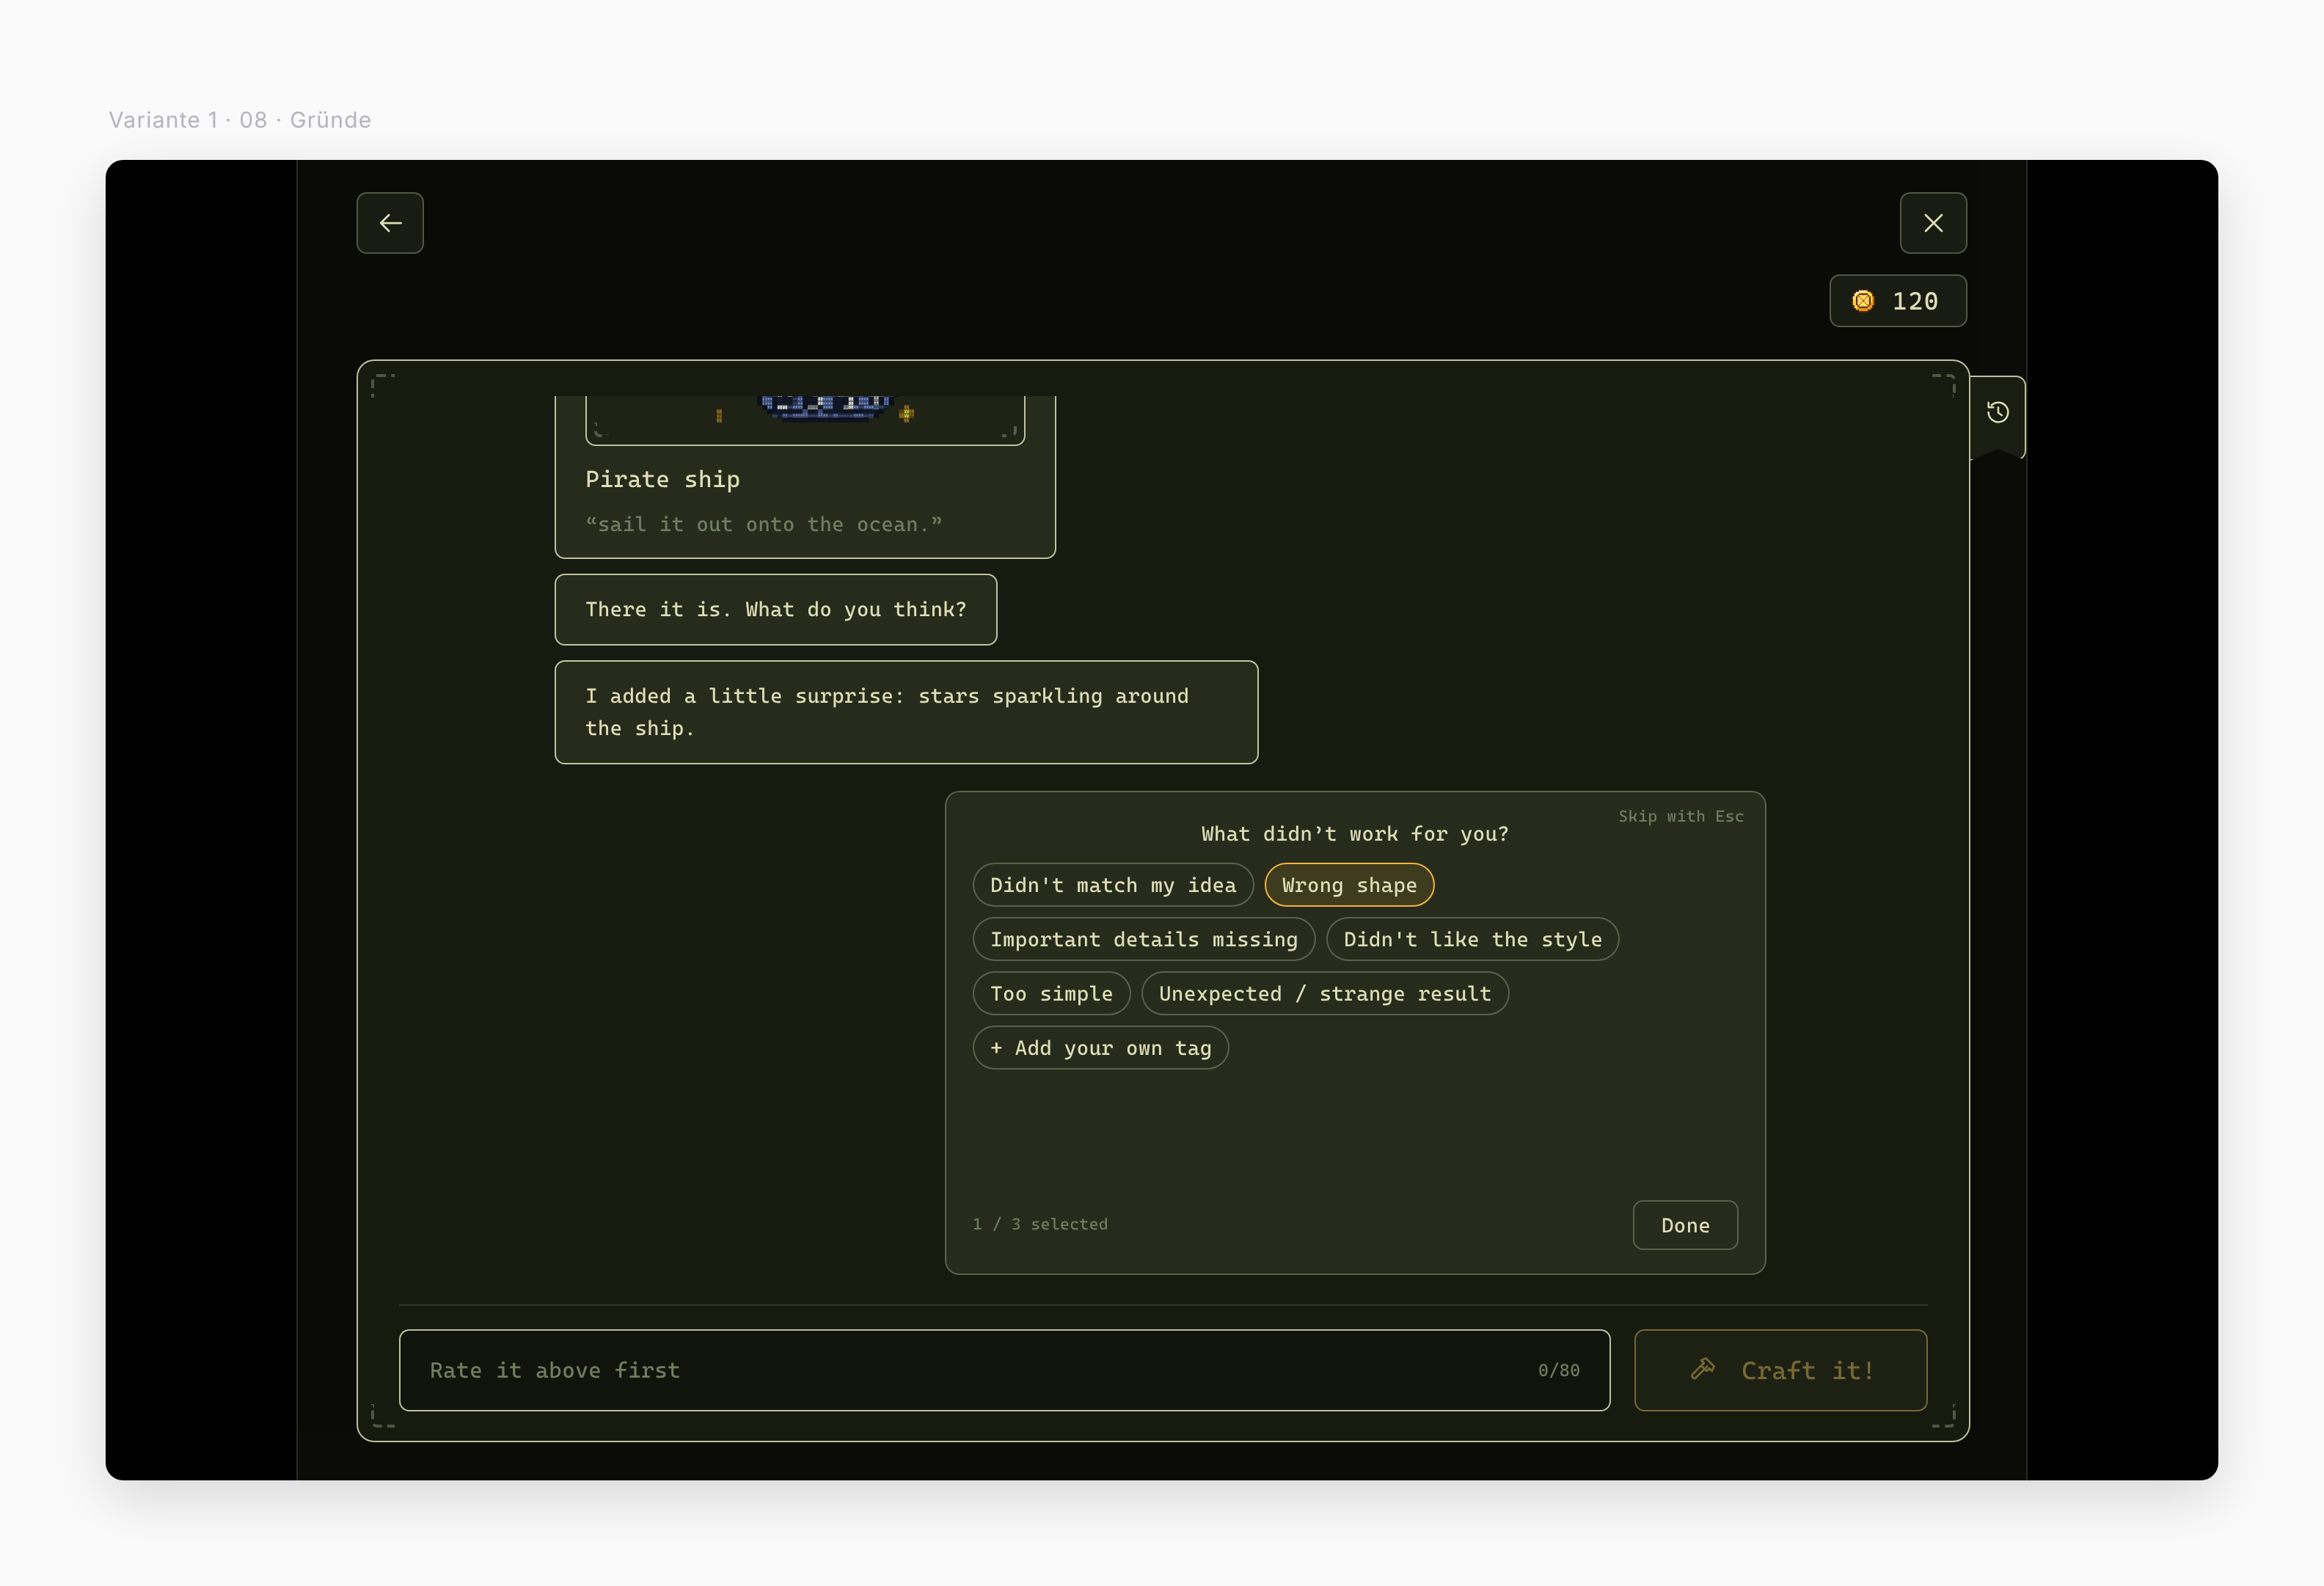 Variante 1 · 08 · Gründe
120
Pirate ship
“sail it out onto the ocean.”
There it is. What do you think?
I added a little surprise: stars sparkling around
the ship.
Skip with Esc
What didn’t work for you?
Didn't match my idea
Wrong shape
Important details missing
Didn't like the style
Too simple
Unexpected / strange result
+ Add your own tag
1 / 3 selected
Done
Rate it above first
0/80
Craft it!